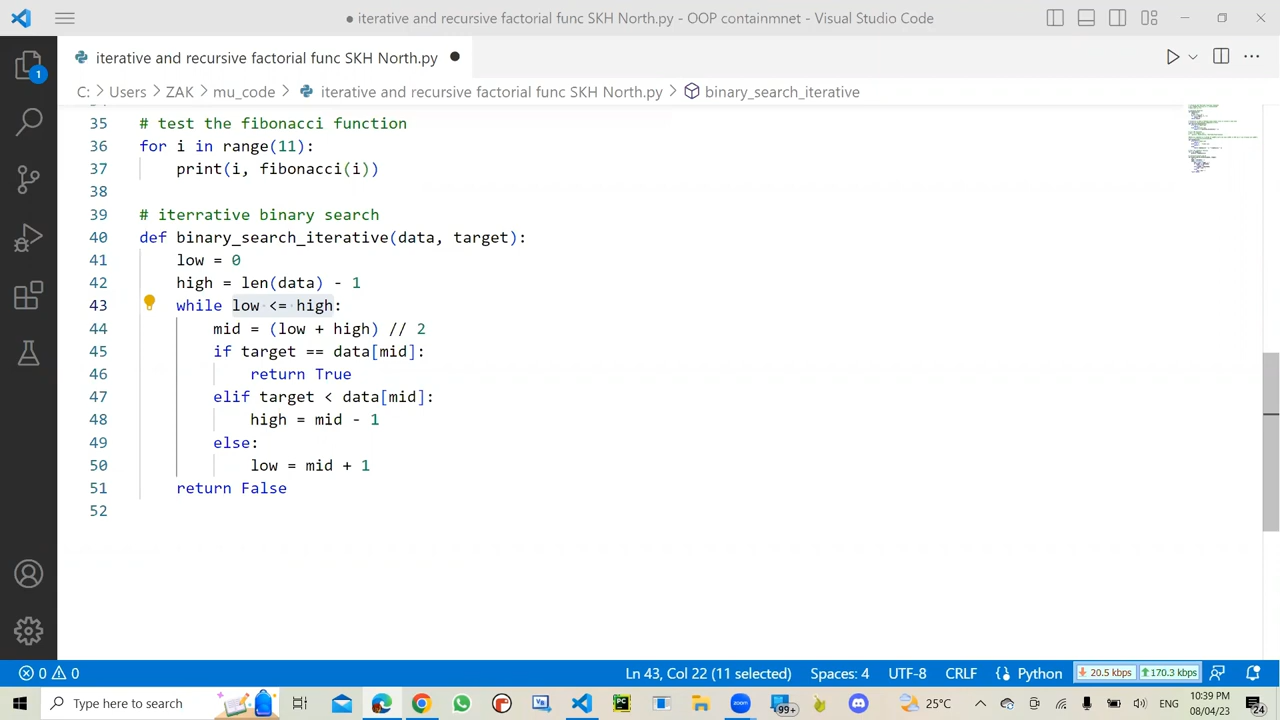 ● iterative and recursive factorial func SKH North.py - OOP containmnet - Visual Studio Code
iterative and recursive factorial func SKH North.py ●
1
C: > Users > ZAK > mu_code > iterative and recursive factorial func SKH North.py > binary_search_iterative
35 # test the fibonacci function
36 for i in range(11):
37 print(i, fibonacci(i))
38
39 # iterrative binary search
40 def binary_search_iterative(data, target):
41 low = 0
42 high = len(data) - 1
43 while low <= high:
44 mid = (low + high) // 2
45 if target == data[mid]:
46 return True
47 elif target < data[mid]:
48 high = mid - 1
49 else:
50 low = mid + 1
51 return False
52
0 0 Ln 43, Col 22 (11 selected) Spaces: 4 UTF-8 CRLF {} Python 20.5 kbps 170.3 kbps
Type here to search 99+ 25°C ENG 10:39 PM 24
08/04/23